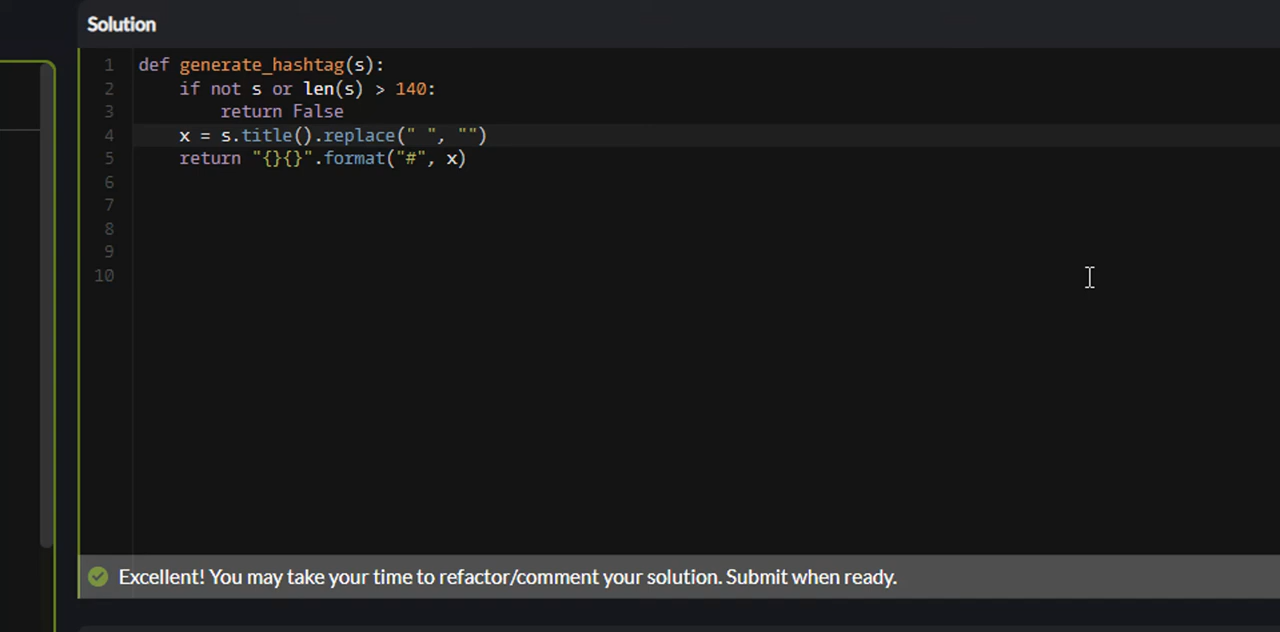 Solution
1 def generate_hashtag(s):
2     if not s or len(s) > 140:
3         return False
4     x = s.title().replace(" ", "")
5     return "{}{}".format("#", x)
6
7
8
9
10
Excellent! You may take your time to refactor/comment your solution. Submit when ready.